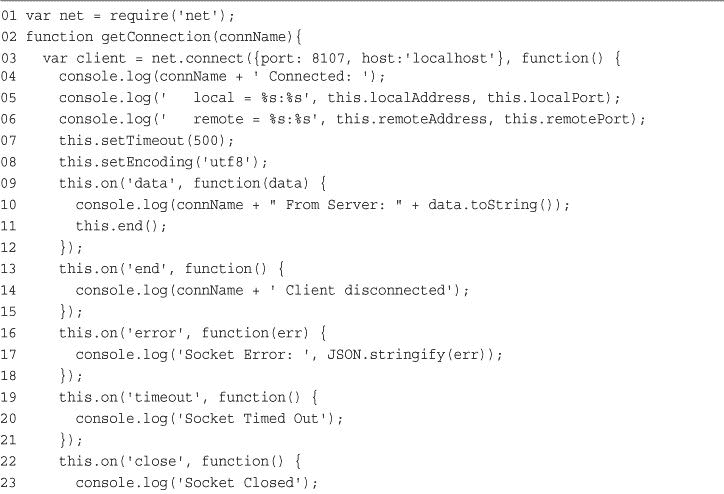 01 var net = require('net');
02 function getConnection(connName){
03   var client = net.connect({port: 8107, host:'localhost'}, function() {
04     console.log(connName + ' Connected: ');
05     console.log('   local = %s:%s', this.localAddress, this.localPort);
06     console.log('   remote = %s:%s', this.remoteAddress, this.remotePort);
07     this.setTimeout(500);
08     this.setEncoding('utf8');
09     this.on('data', function(data) {
10       console.log(connName + " From Server: " + data.toString());
11       this.end();
12     });
13     this.on('end', function() {
14       console.log(connName + ' Client disconnected');
15     });
16     this.on('error', function(err) {
17       console.log('Socket Error: ', JSON.stringify(err));
18     });
19     this.on('timeout', function() {
20       console.log('Socket Timed Out');
21     });
22     this.on('close', function() {
23       console.log('Socket Closed');